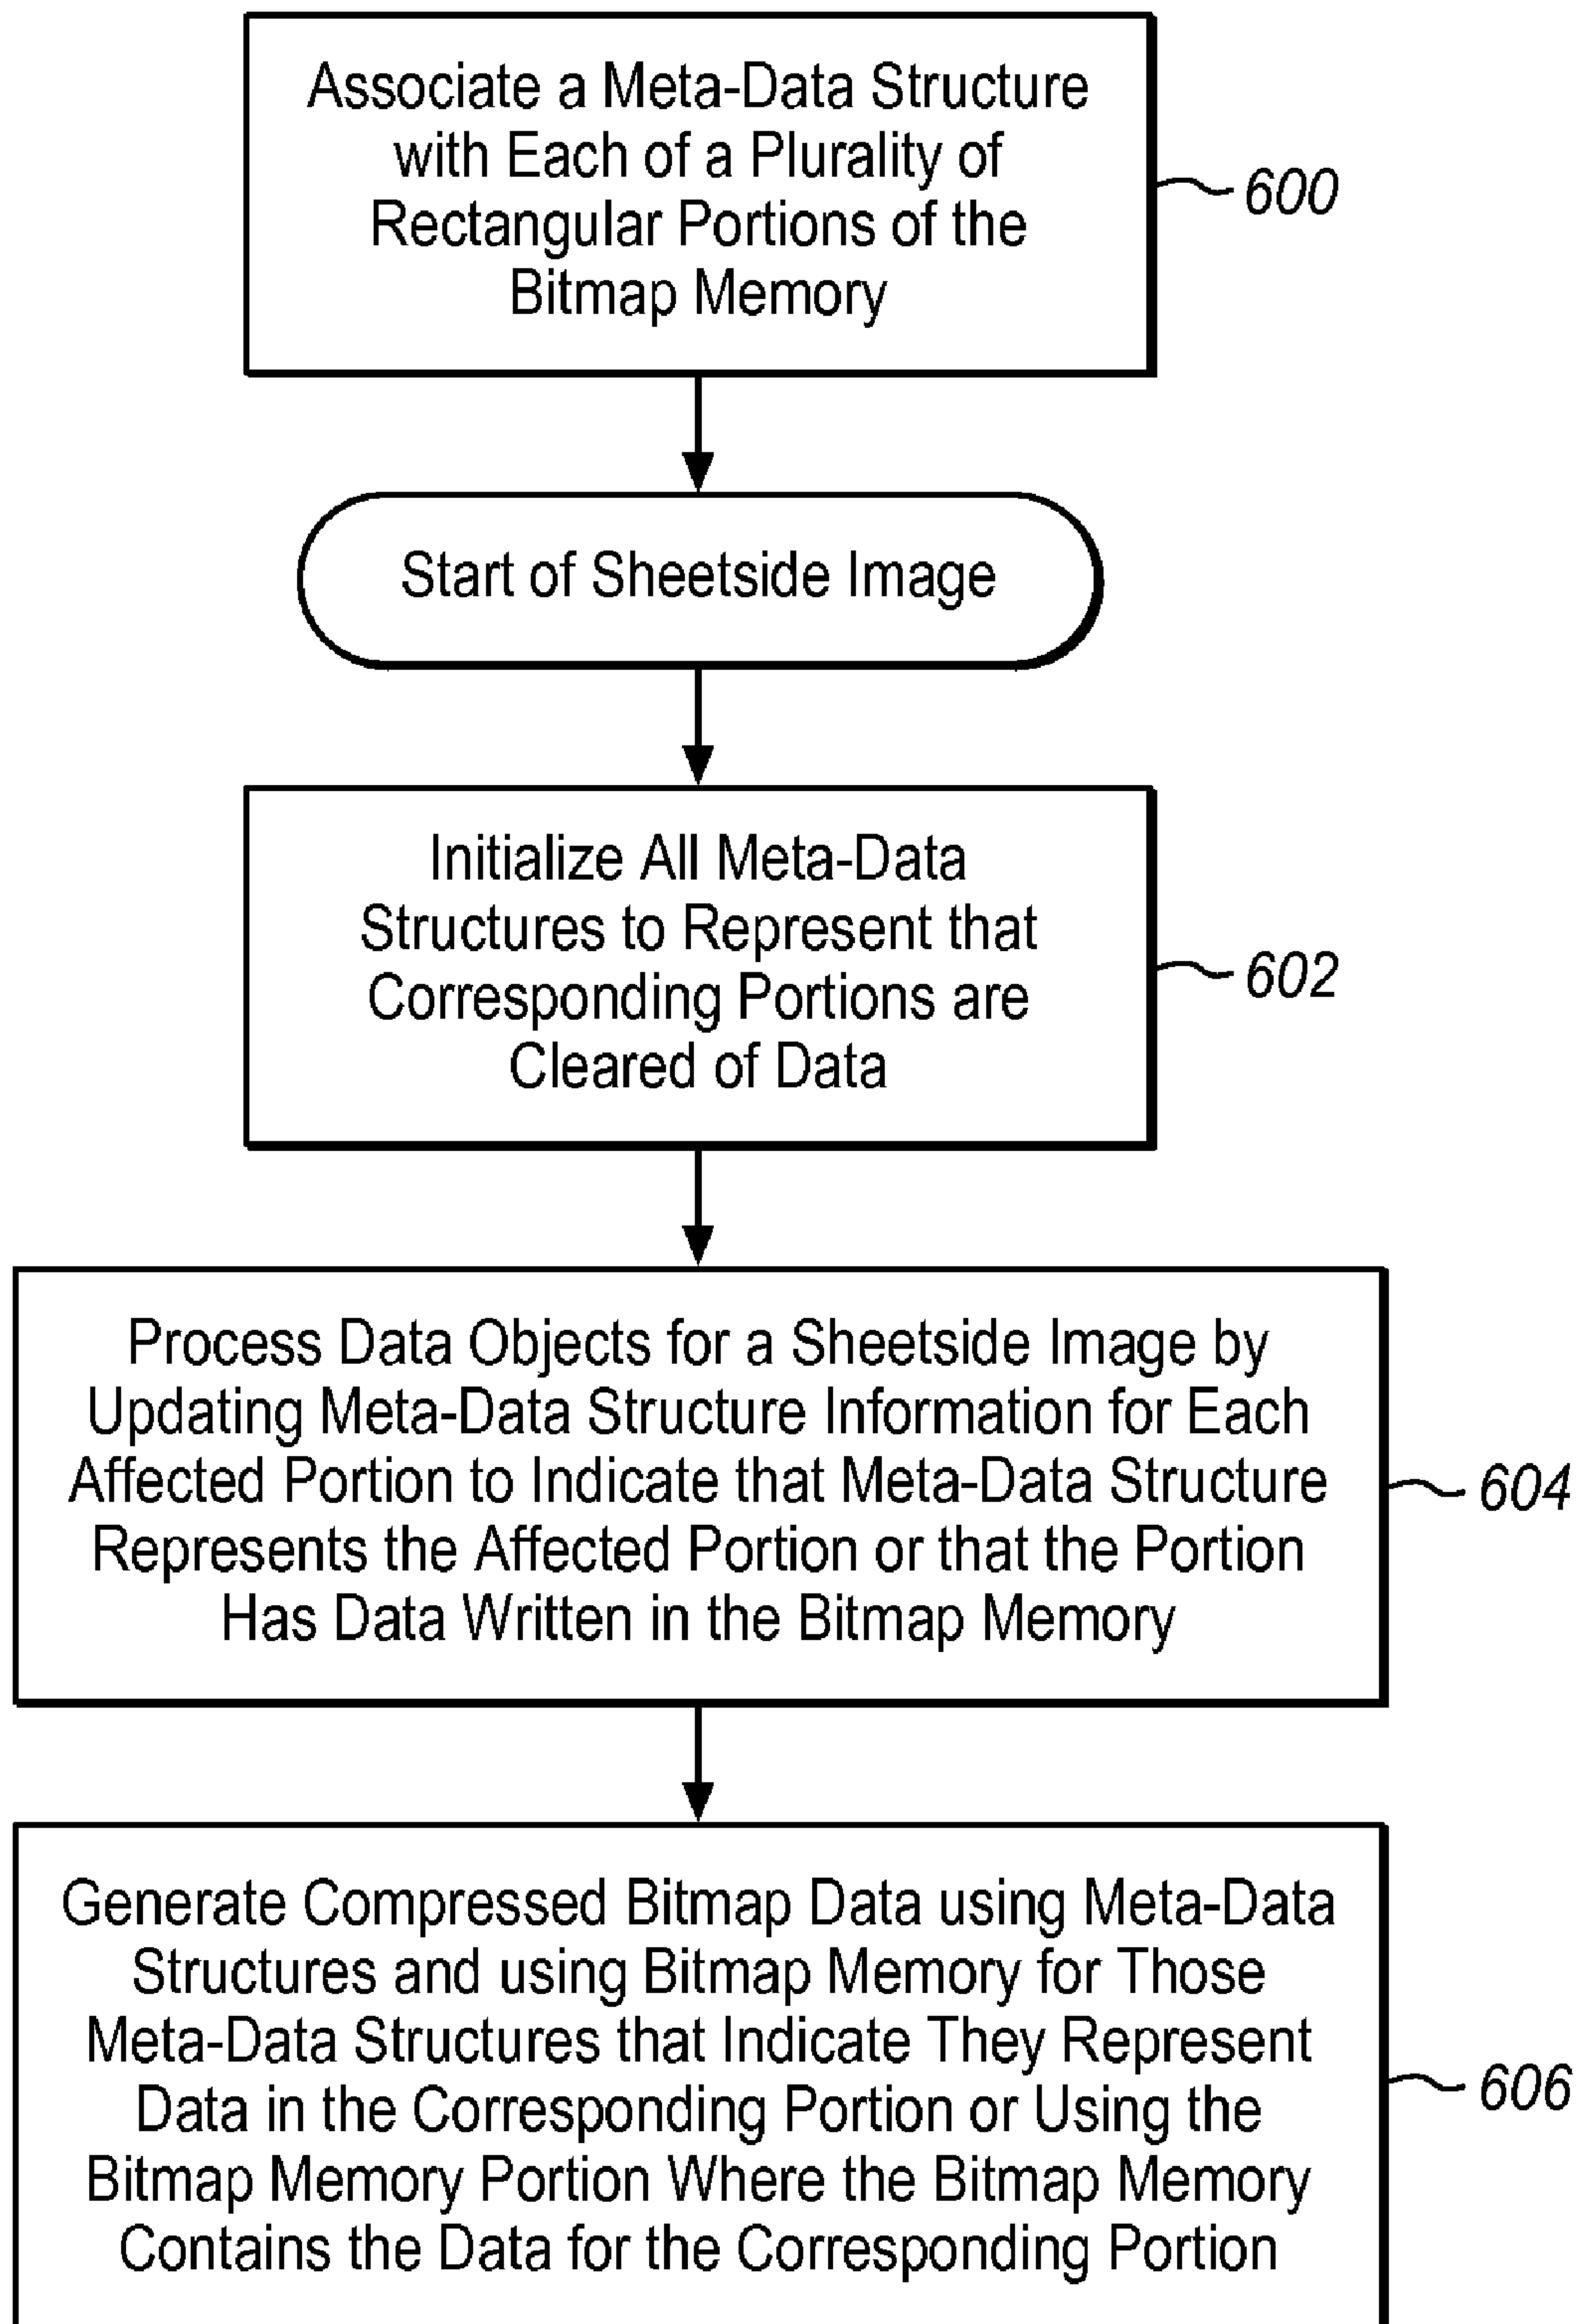 Associate a Meta-Data Structure
with Each of a Plurality of
Rectangular Portions of the
Bitmap Memory
600
Start of Sheetside Image
Initialize All Meta-Data
Structures to Represent that
Corresponding Portions are
Cleared of Data
602
Process Data Objects for a Sheetside Image by
Updating Meta-Data Structure Information for Each
Affected Portion to Indicate that Meta-Data Structure
Represents the Affected Portion or that the Portion
Has Data Written in the Bitmap Memory
604
Generate Compressed Bitmap Data using Meta-Data
Structures and using Bitmap Memory for Those
Meta-Data Structures that Indicate They Represent
Data in the Corresponding Portion or Using the
Bitmap Memory Portion Where the Bitmap Memory
Contains the Data for the Corresponding Portion
606